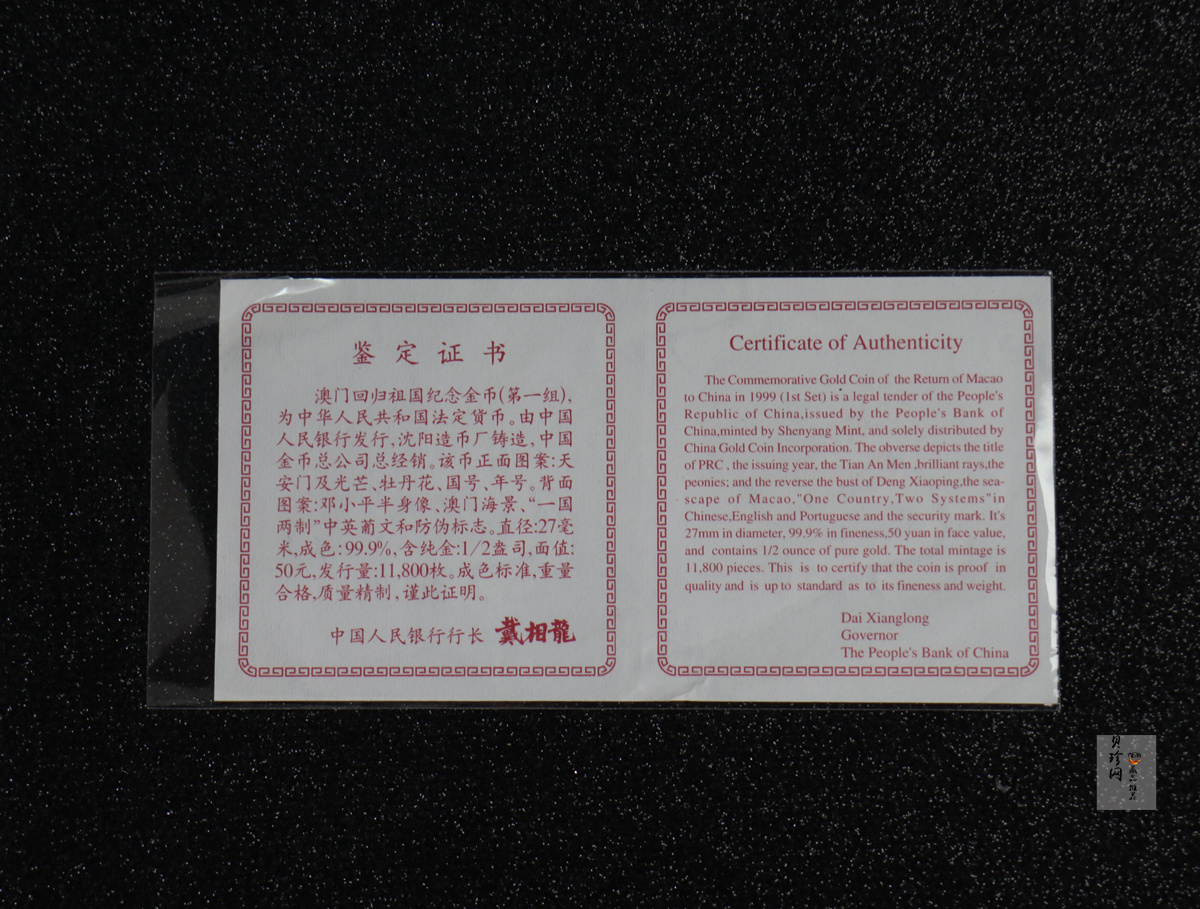 鉴定证书
澳门回归祖国纪念金币(第一组),
为中华人民共和国法定货币。由中国
人民银行发行,沈阳造币厂铸造,中国
金币总公司总经销。该币正面图案:天
安门及光芒、牡丹花、国号、年号。背面
图案:邓小平半身像、澳门海景、“一国
两制”中英葡文和防伪标志。直径:27毫
米,成色:99.9%,含纯金:1/2盎司,面值:
50元,发行量:11,800枚。成色标准,重量
合格,质量精制,谨此证明。
中国人民银行行长 戴相龍
Certificate of Authenticity
The Commemorative Gold Coin of the Return of Macao
to China in 1999 (1st Set) is a legal tender of the People's
Republic of China,issued by the People's Bank of
China,minted by Shenyang Mint, and solely distributed by
China Gold Coin Incorporation. The obverse depicts the title
of PRC , the issuing year, the Tian An Men ,brilliant rays,the
peonies; and the reverse the bust of Deng Xiaoping,the sea-
scape of Macao,"One Country,Two Systems"in
Chinese,English and Portuguese and the security mark. It's
27mm in diameter, 99.9% in fineness,50 yuan in face value,
and contains 1/2 ounce of pure gold. The total mintage is
11,800 pieces. This is to certify that the coin is proof in
quality and is up to standard as to its fineness and weight.
Dai Xianglong
Governor
The People's Bank of China
贝珍网